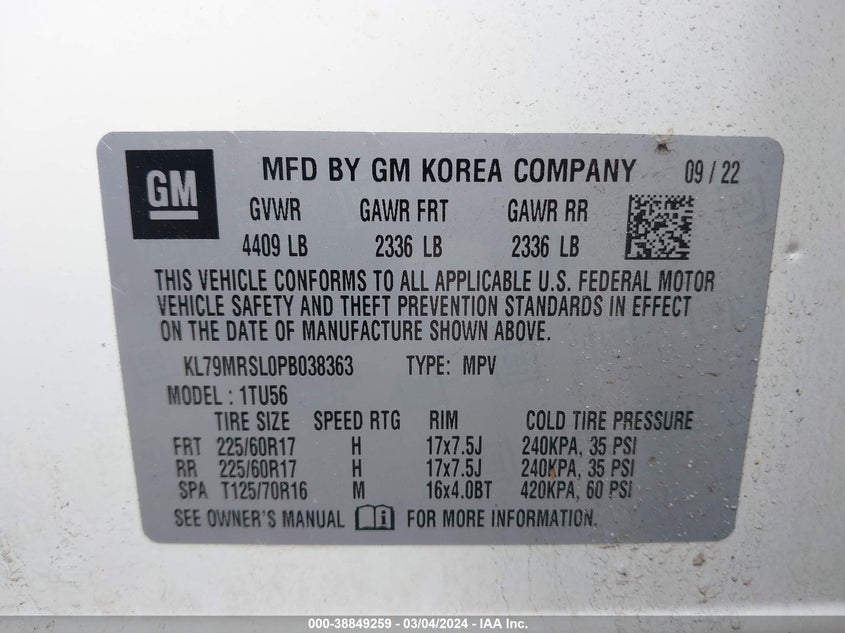 GM
MFD BY GM KOREA COMPANY 09 / 22
GVWR GAWR FRT GAWR RR
4409 LB 2336 LB 2336 LB
THIS VEHICLE CONFORMS TO ALL APPLICABLE U.S. FEDERAL MOTOR
VEHICLE SAFETY AND THEFT PREVENTION STANDARDS IN EFFECT
ON THE DATE OF MANUFACTURE SHOWN ABOVE.
KL79MRSL0PB038363 TYPE: MPV
MODEL : 1TU56
TIRE SIZE SPEED RTG RIM COLD TIRE PRESSURE
FRT 225/60R17 H 17x7.5J 240KPA, 35 PSI
RR 225/60R17 H 17x7.5J 240KPA, 35 PSI
SPA T125/70R16 M 16x4.0BT 420KPA, 60 PSI
SEE OWNER'S MANUAL FOR MORE INFORMATION.
000-38849259 - 03/04/2024 - IAA Inc.